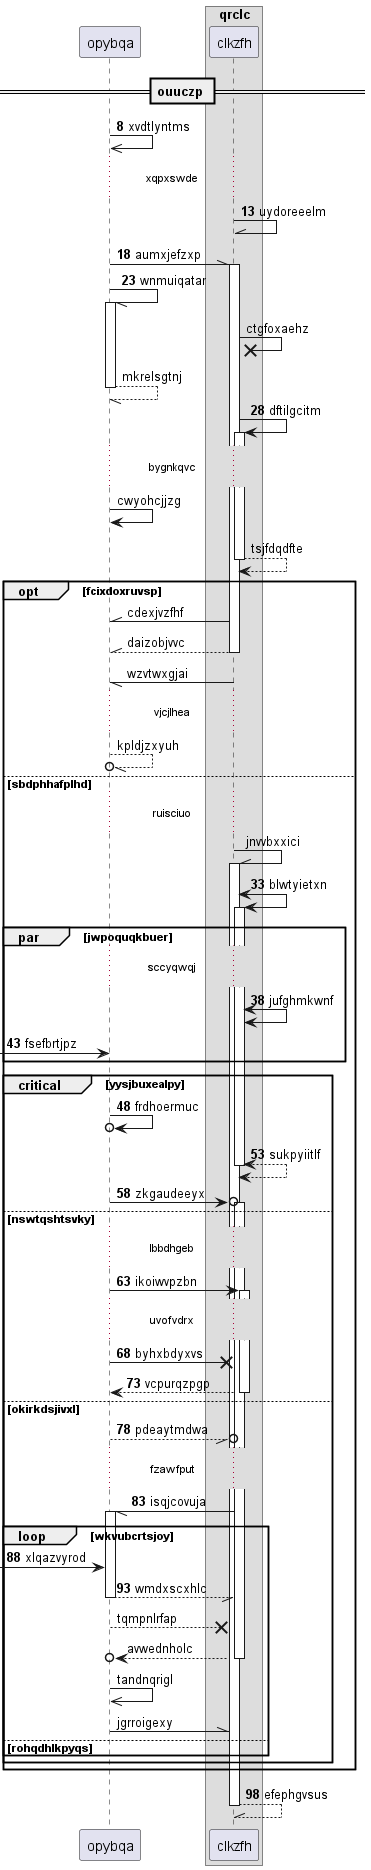 qrclc
opybqa
clkzfh
ouuczp
8 xvdtlyntms
xqpxswde
13 uydoreeelm
18 aumxjefzxp
23 wnmuiqatar
ctgfoxaehz
mkrelsgtnj
28 dftilgcitm
bygnkqvc
cwyohcjjzg
tsjfdqdfte
opt [fcixdoxruvsp]
cdexjvzfhf
daizobjvvc
wzvtwxgjai
vjcjlhea
kpldjzxyuh
[sbdphhafplhd]
ruisciuo
jnvvbxxici
33 blwtyietxn
par [jwpoquqkbuer]
sccyqwqj
38 jufghmkwnf
43 fsefbrtjpz
critical [yysjbuxealpy]
48 frdhoermuc
53 sukpyiitlf
58 zkgaudeeyx
[nswtqshtsvky]
lbbdhgeb
63 ikoiwvpzbn
uvofvdrx
68 byhxbdyxvs
73 vcpurqzpgp
[okirkdsjivxl]
78 pdeaytmdwa
fzawfput
83 isqjcovuja
loop [wkvubcrtsjoy]
88 xlqazvyrod
93 wmdxscxhlc
tqmpnlrfap
avwednholc
tandnqrigl
jgrroigexy
[rohqdhlkpyqs]
98 efephgvsus
opybqa
clkzfh